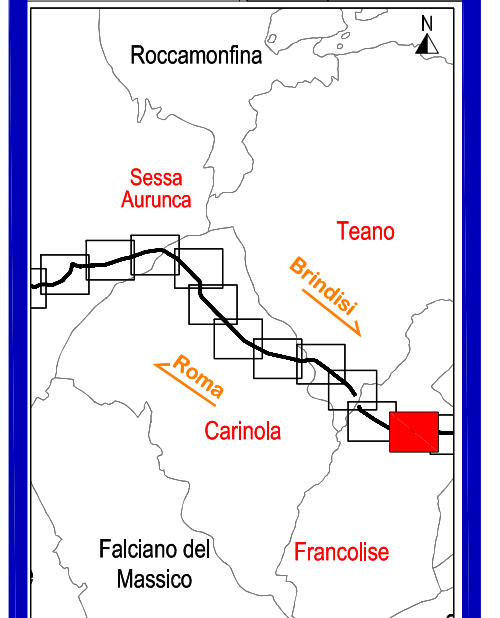 N
Roccamonfina
Sessa
Aurunca
Teano
Brindisi
Roma
Carinola
Falciano del
Massico
Francolise